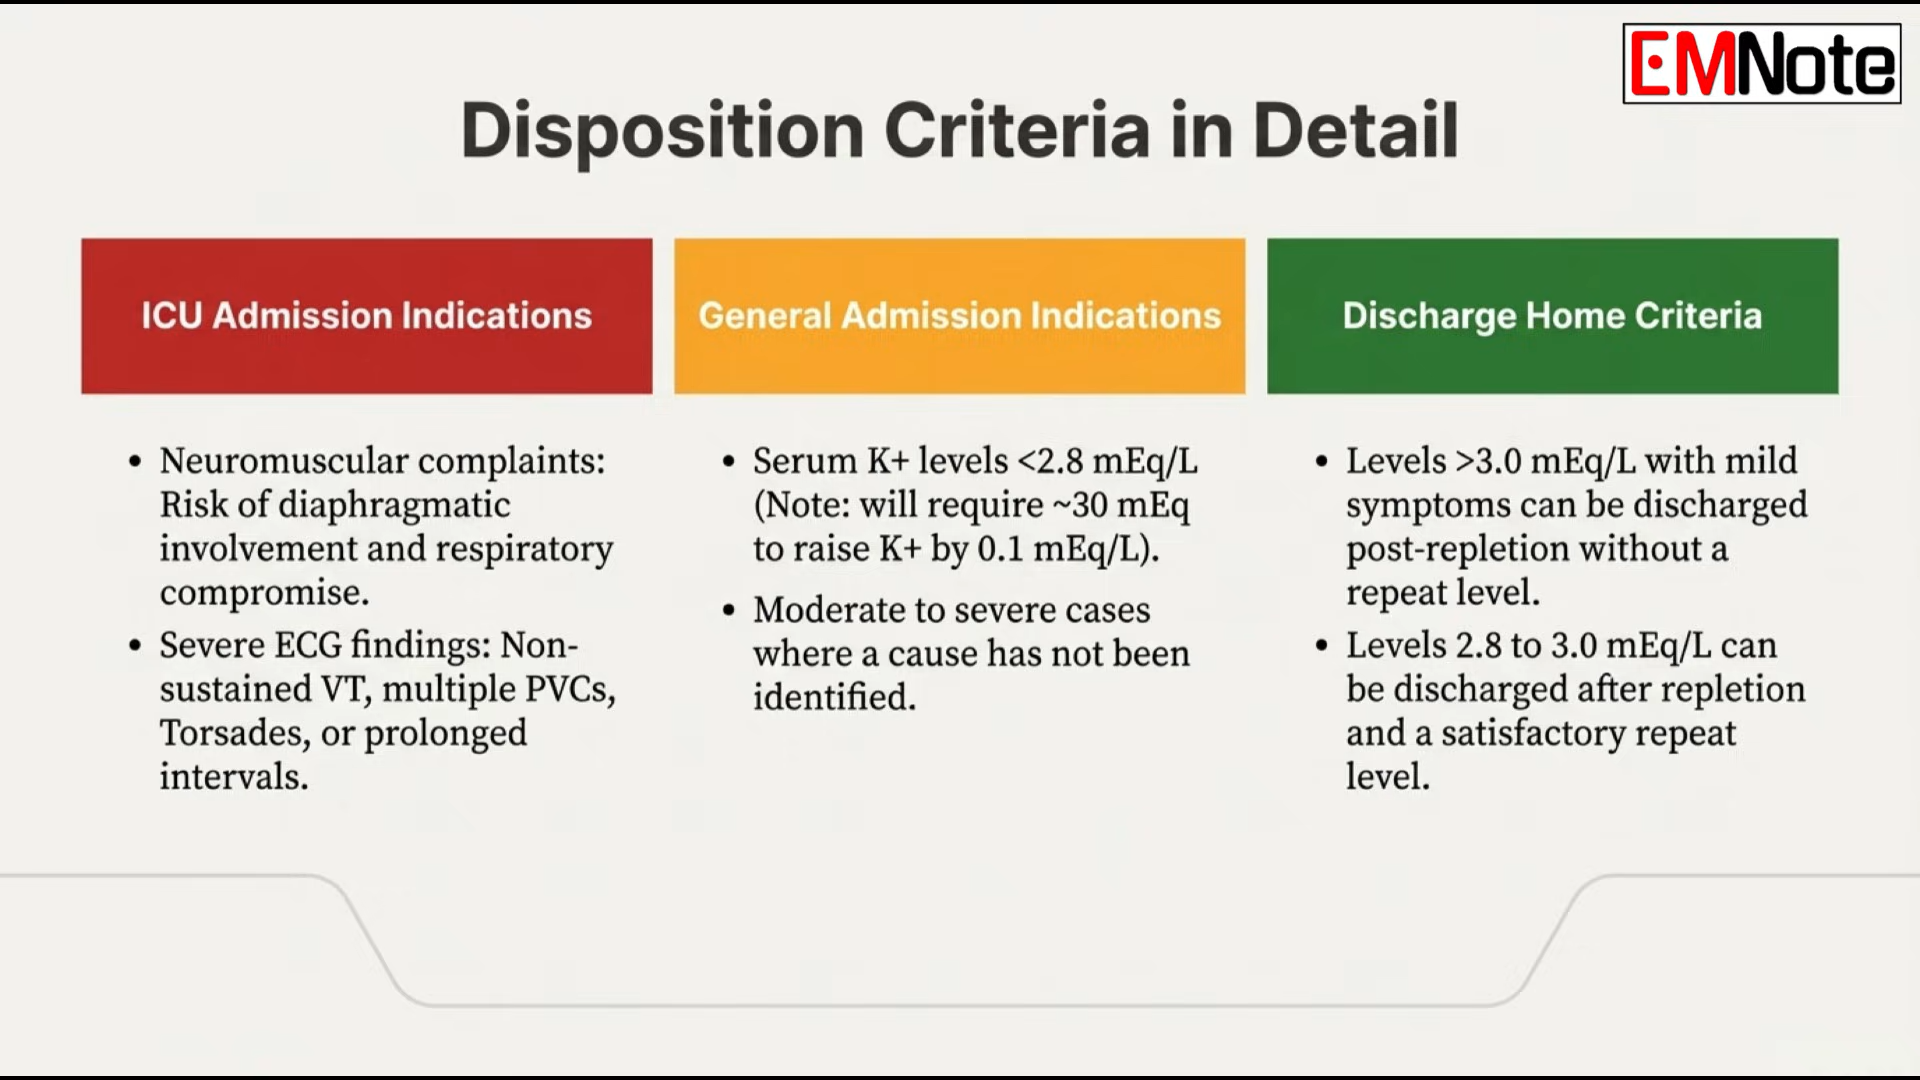 EMNote
Disposition Criteria in Detail
ICU Admission Indications
• Neuromuscular complaints:
Risk of diaphragmatic
involvement and respiratory
compromise.
• Severe ECG findings: Non-
sustained VT, multiple PVCs,
Torsades, or prolonged
intervals.
General Admission Indications
• Serum K+ levels <2.8 mEq/L
(Note: will require ~30 mEq
to raise K+ by 0.1 mEq/L).
• Moderate to severe cases
where a cause has not been
identified.
Discharge Home Criteria
• Levels >3.0 mEq/L with mild
symptoms can be discharged
post-repletion without a
repeat level.
• Levels 2.8 to 3.0 mEq/L can
be discharged after repletion
and a satisfactory repeat
level.